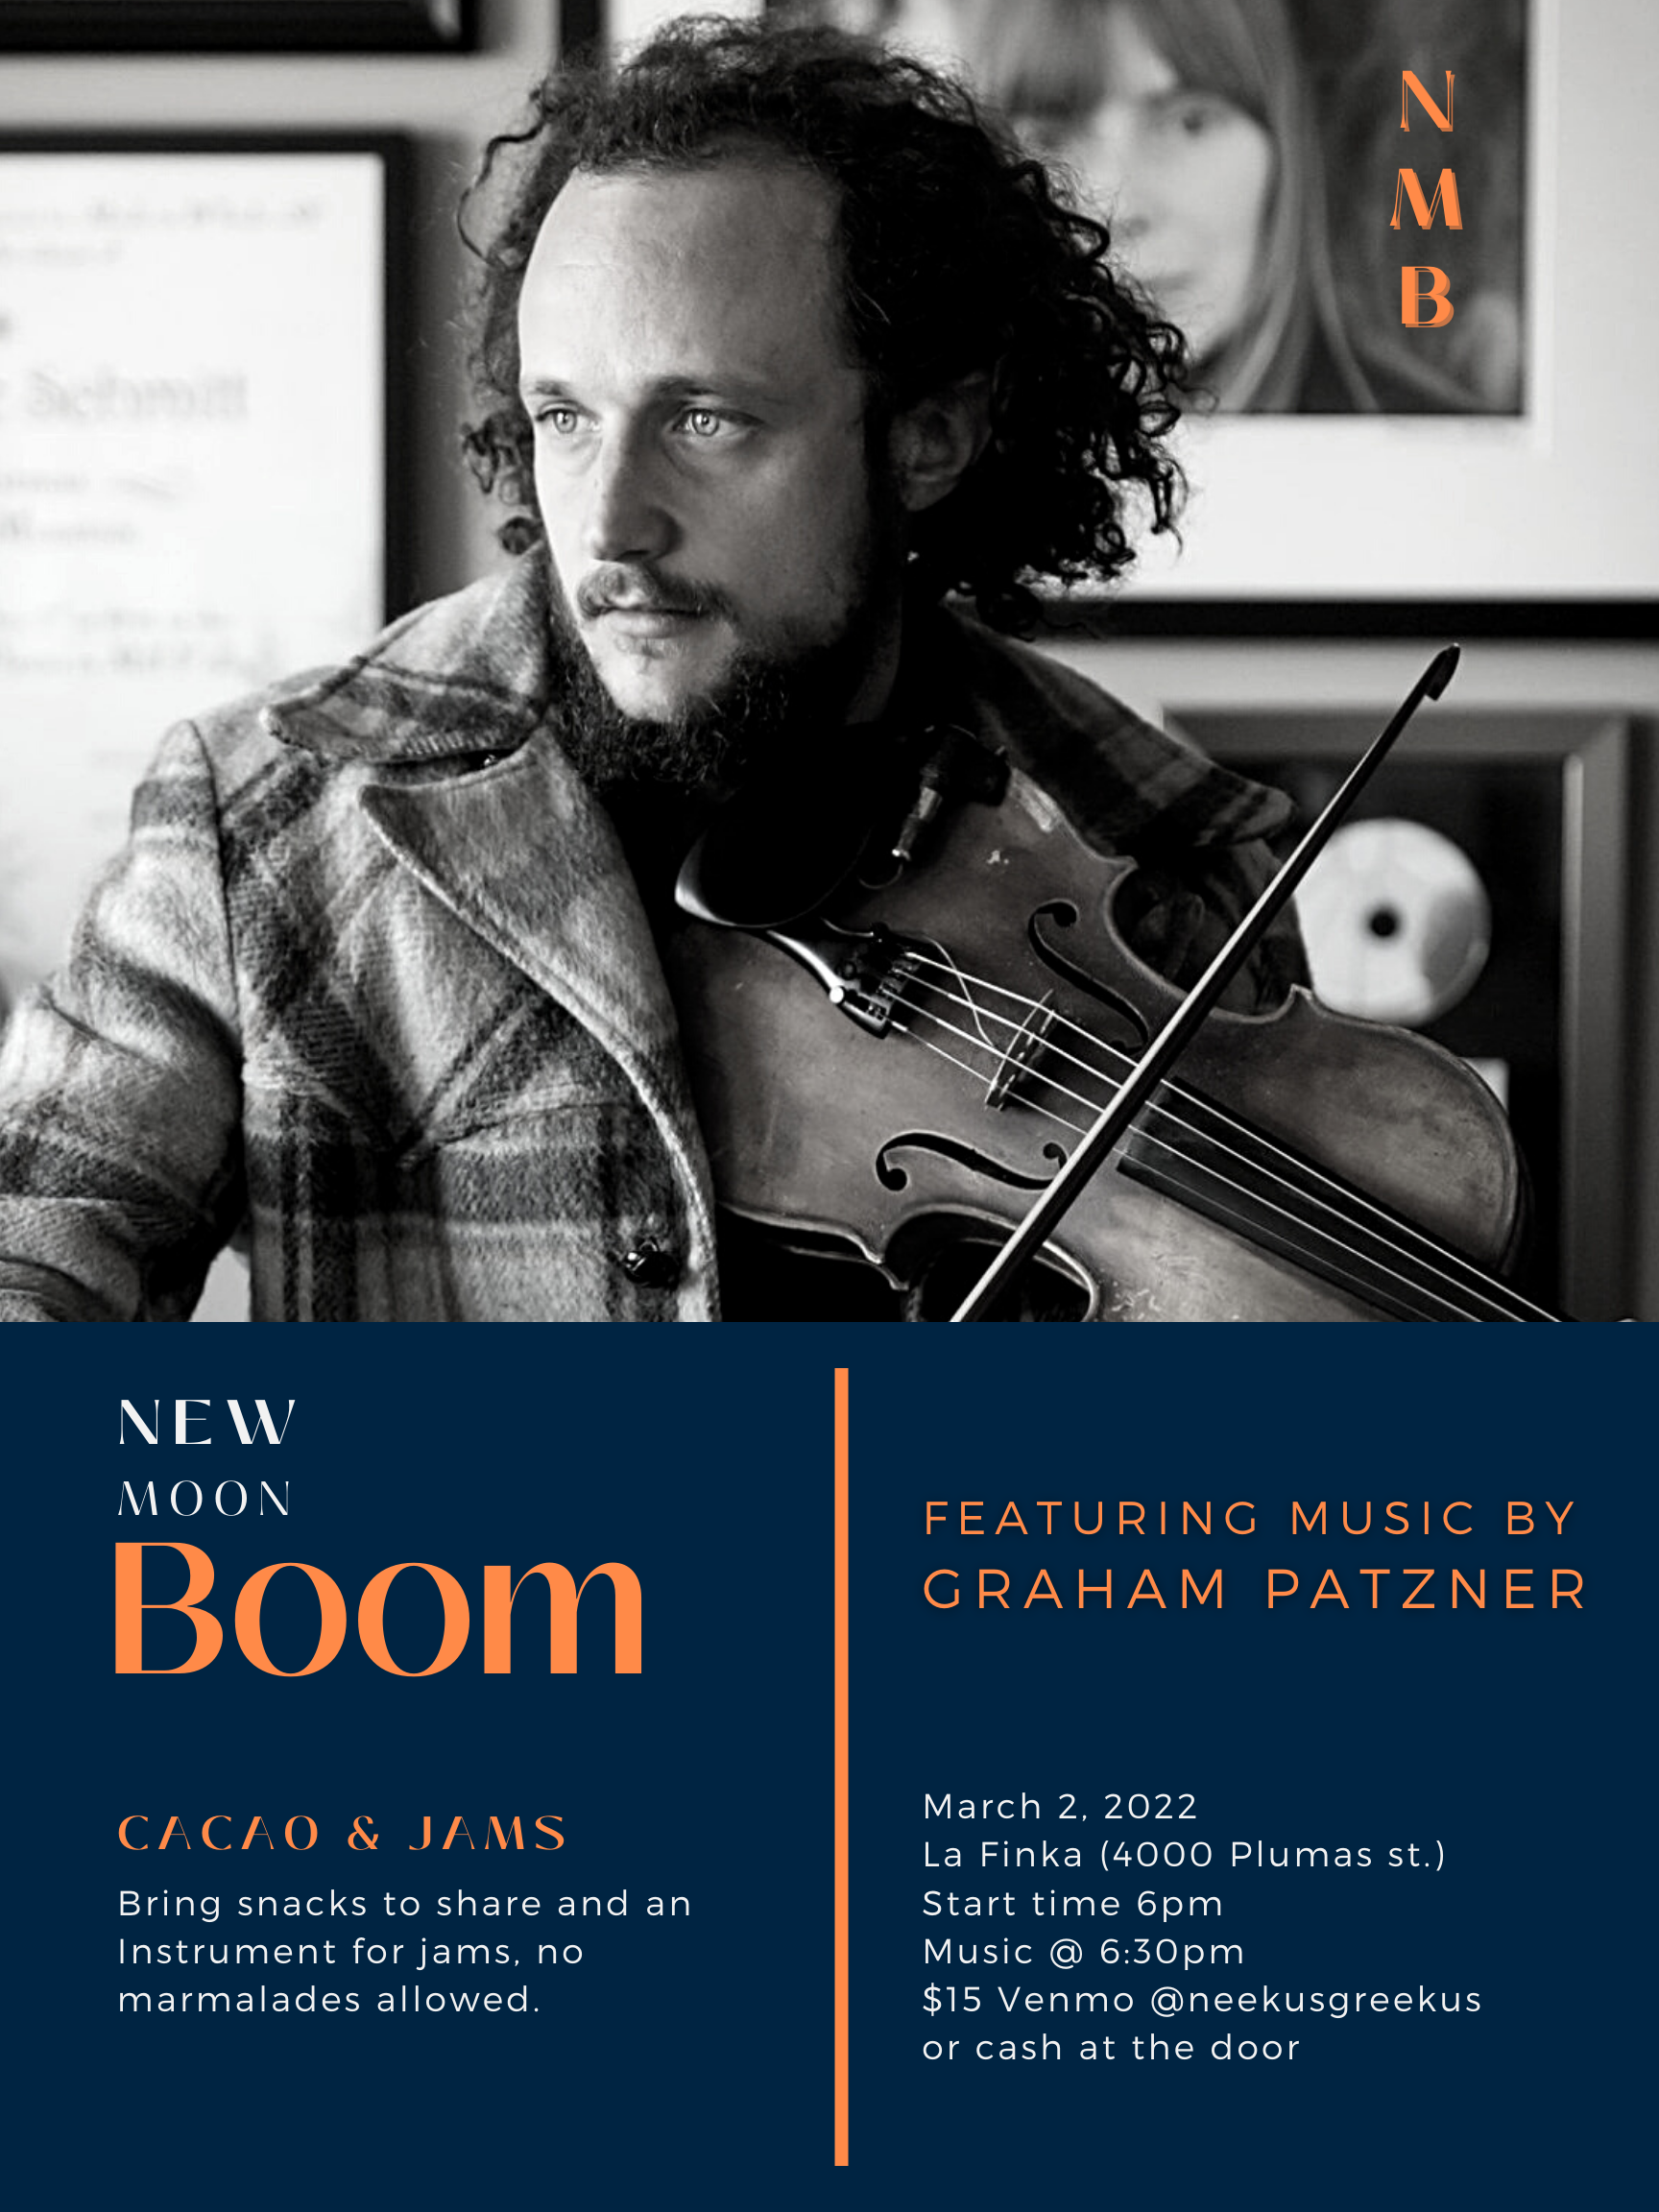 N
M
B
Schmitt
NEW
MOON
Boom
CACAO & JAMS
Bring snacks to share and an
Instrument for jams, no
marmalades allowed.
FEATURING MUSIC BY
GRAHAM PATZNER
March 2, 2022
La Finka (4000 Plumas st.)
Start time 6pm
Music @ 6:30pm
$15 Venmo @neekusgreekus
or cash at the door